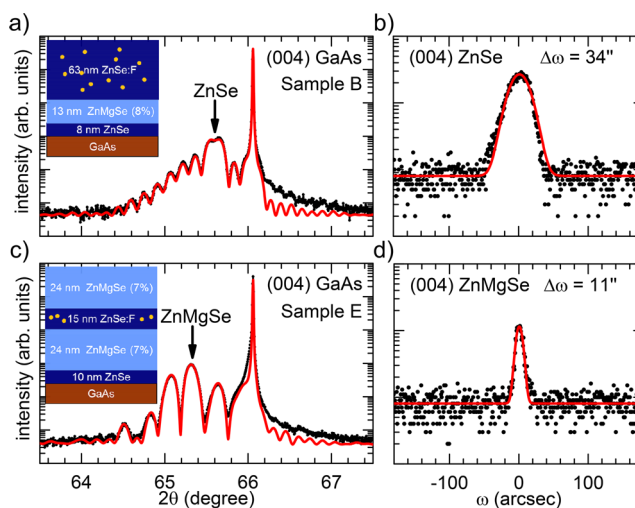 a)
(004) GaAs
Sample B
63 nm ZnSe:F
13 nm ZnMgSe (8%)
8 nm ZnSe
GaAs
ZnSe
intensity (arb. units)
b)
(004) ZnSe Δω = 34"
c)
(004) GaAs
Sample E
24 nm ZnMgSe (7%)
15 nm ZnSe:F
24 nm ZnMgSe (7%)
10 nm ZnSe
GaAs
ZnMgSe
intensity (arb. units)
64 65 66 67
2θ (degree)
d)
(004) ZnMgSe Δω = 11"
-100 0 100
ω (arcsec)